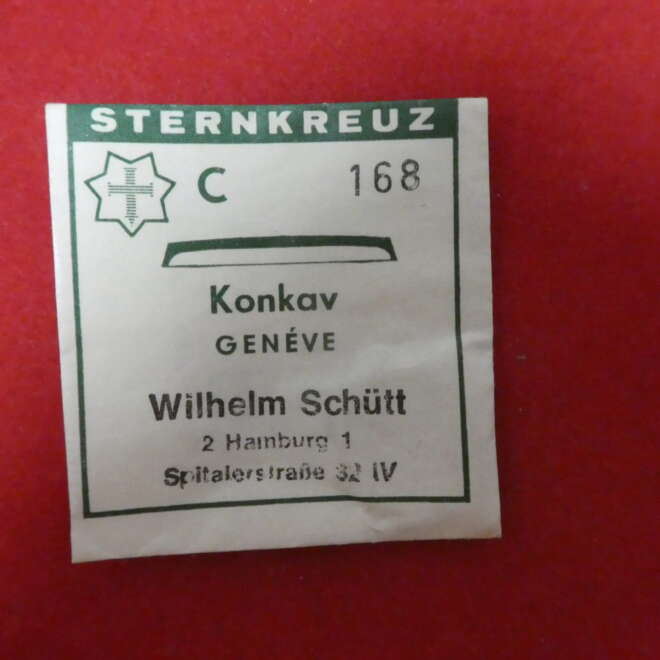 STERNKREUZ
C 168
Konkav
GENÉVE
Wilhelm Schütt
2 Hamburg 1
Spitalerstraße 32 IV